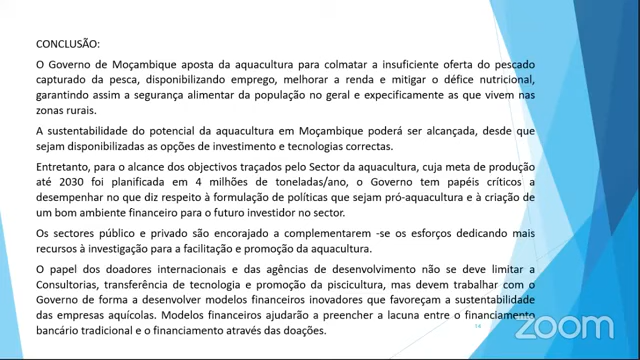 CONCLUSÃO:
O Governo de Moçambique aposta da aquacultura para colmatar a insuficiente oferta do pescado
capturado da pesca, disponibilizando emprego, melhorar a renda e mitigar o défice nutricional,
garantindo assim a segurança alimentar da população no geral e expecificamente as que vivem nas
zonas rurais.
A sustentabilidade do potencial da aquacultura em Moçambique poderá ser alcançada, desde que
sejam disponibilizadas as opções de investimento e tecnologias correctas.
Entretanto, para o alcance dos objectivos traçados pelo Sector da aquacultura, cuja meta de produção
até 2030 foi planificada em 4 milhões de toneladas/ano, o Governo tem papéis críticos a
desempenhar no que diz respeito à formulação de políticas que sejam pró-aquacultura e à criação de
um bom ambiente financeiro para o futuro investidor no sector.
Os sectores público e privado são encorajado a complementarem -se os esforços dedicando mais
recursos à investigação para a facilitação e promoção da aquacultura.
O papel dos doadores internacionais e das agências de desenvolvimento não se deve limitar a
Consultorias, transferência de tecnologia e promoção da piscicultura, mas devem trabalhar com o
Governo de forma a desenvolver modelos financeiros inovadores que favoreçam a sustentabilidade
das empresas aquícolas. Modelos financeiros ajudarão a preencher a lacuna entre o financiamento
bancário tradicional e o financiamento através das doações.
14
zoom